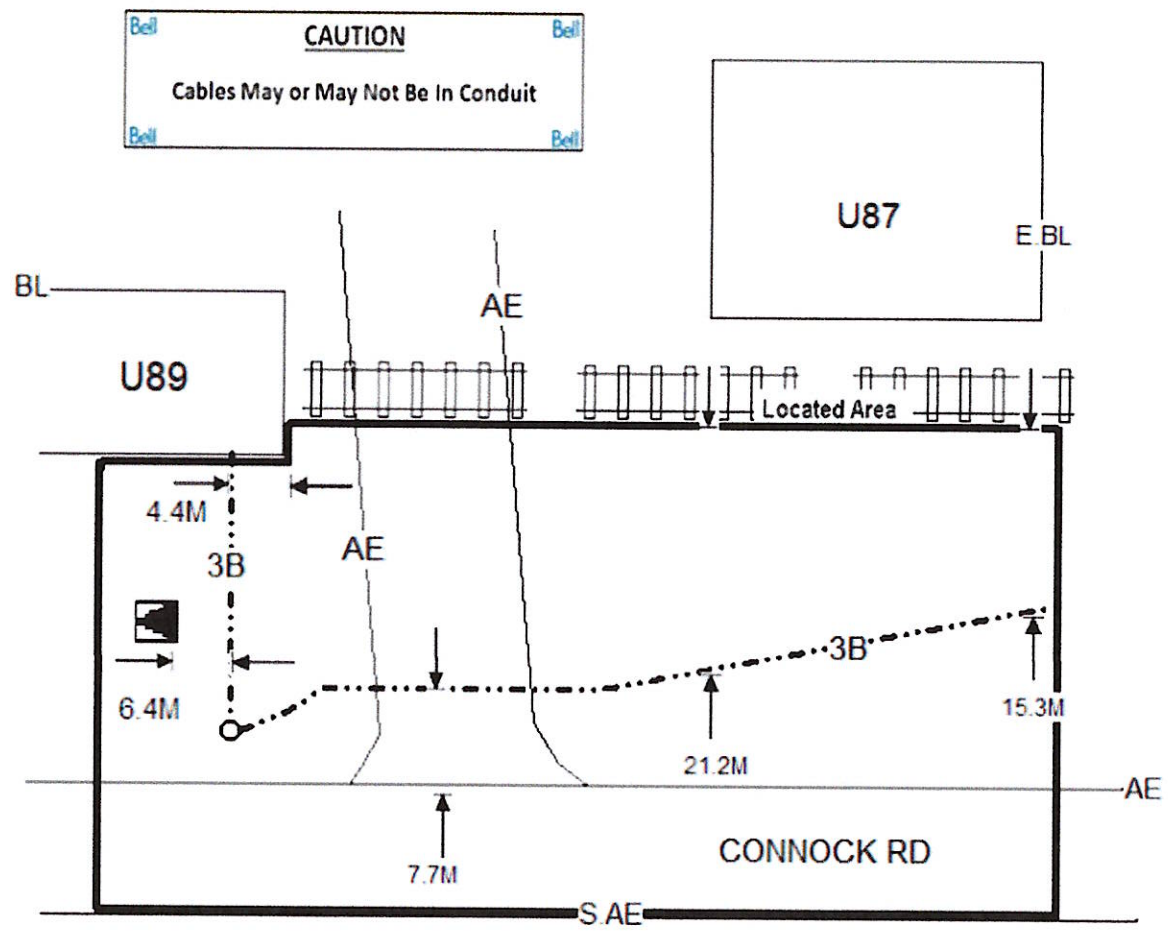 Bell CAUTION Bell
Cables May or May Not Be In Conduit
Bell Bell
U87
E.BL
BL
AE
U89
Located Area
4.4M
AE
3B
3B
6.4M
15.3M
21.2M
AE
7.7M
CONNOCK RD
S.AE